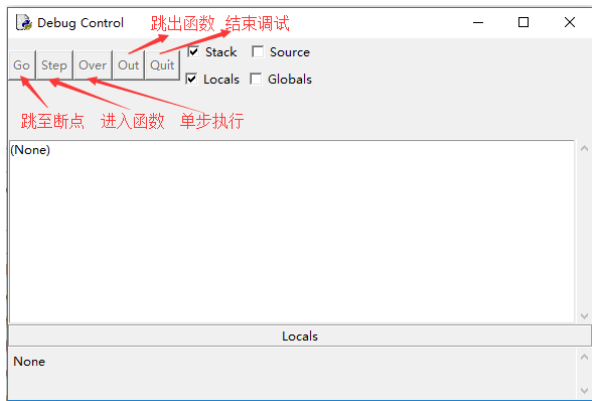 Debug Control
跳出函数 结束调试
Go Step Over Out Quit
Stack Source
Locals Globals
跳至断点 进入函数 单步执行
(None)
Locals
None